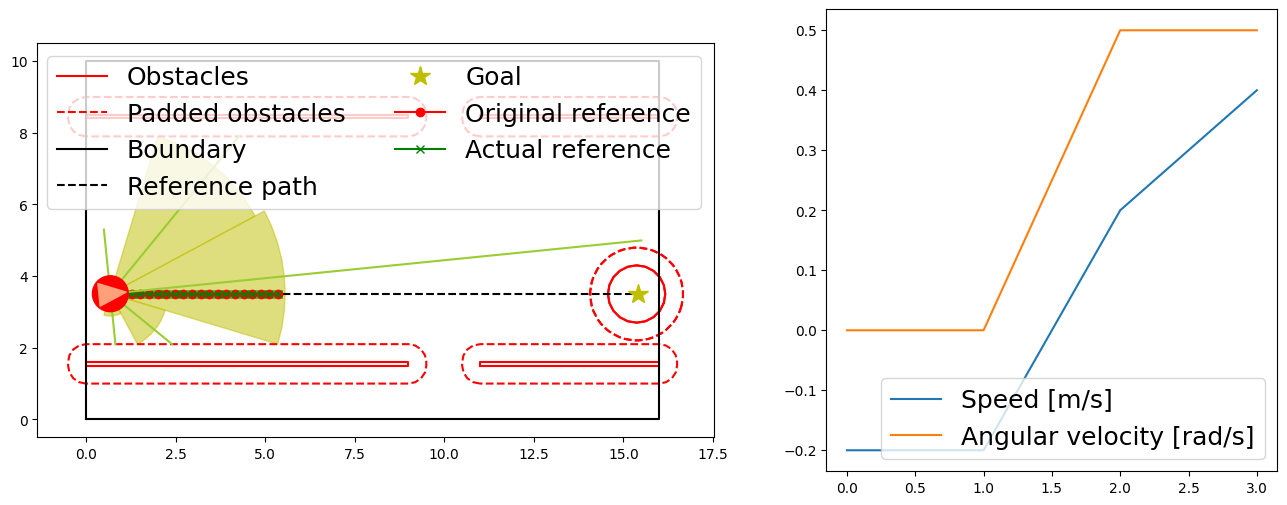 Obstacles
Padded obstacles
Boundary
Reference path
Goal
Original reference
Actual reference
10
8
6
4
2
0
0.0 2.5 5.0 7.5 10.0 12.5 15.0 17.5
0.5
0.4
0.3
0.2
0.1
0.0
−0.1
−0.2
Speed [m/s]
Angular velocity [rad/s]
0.0 0.5 1.0 1.5 2.0 2.5 3.0